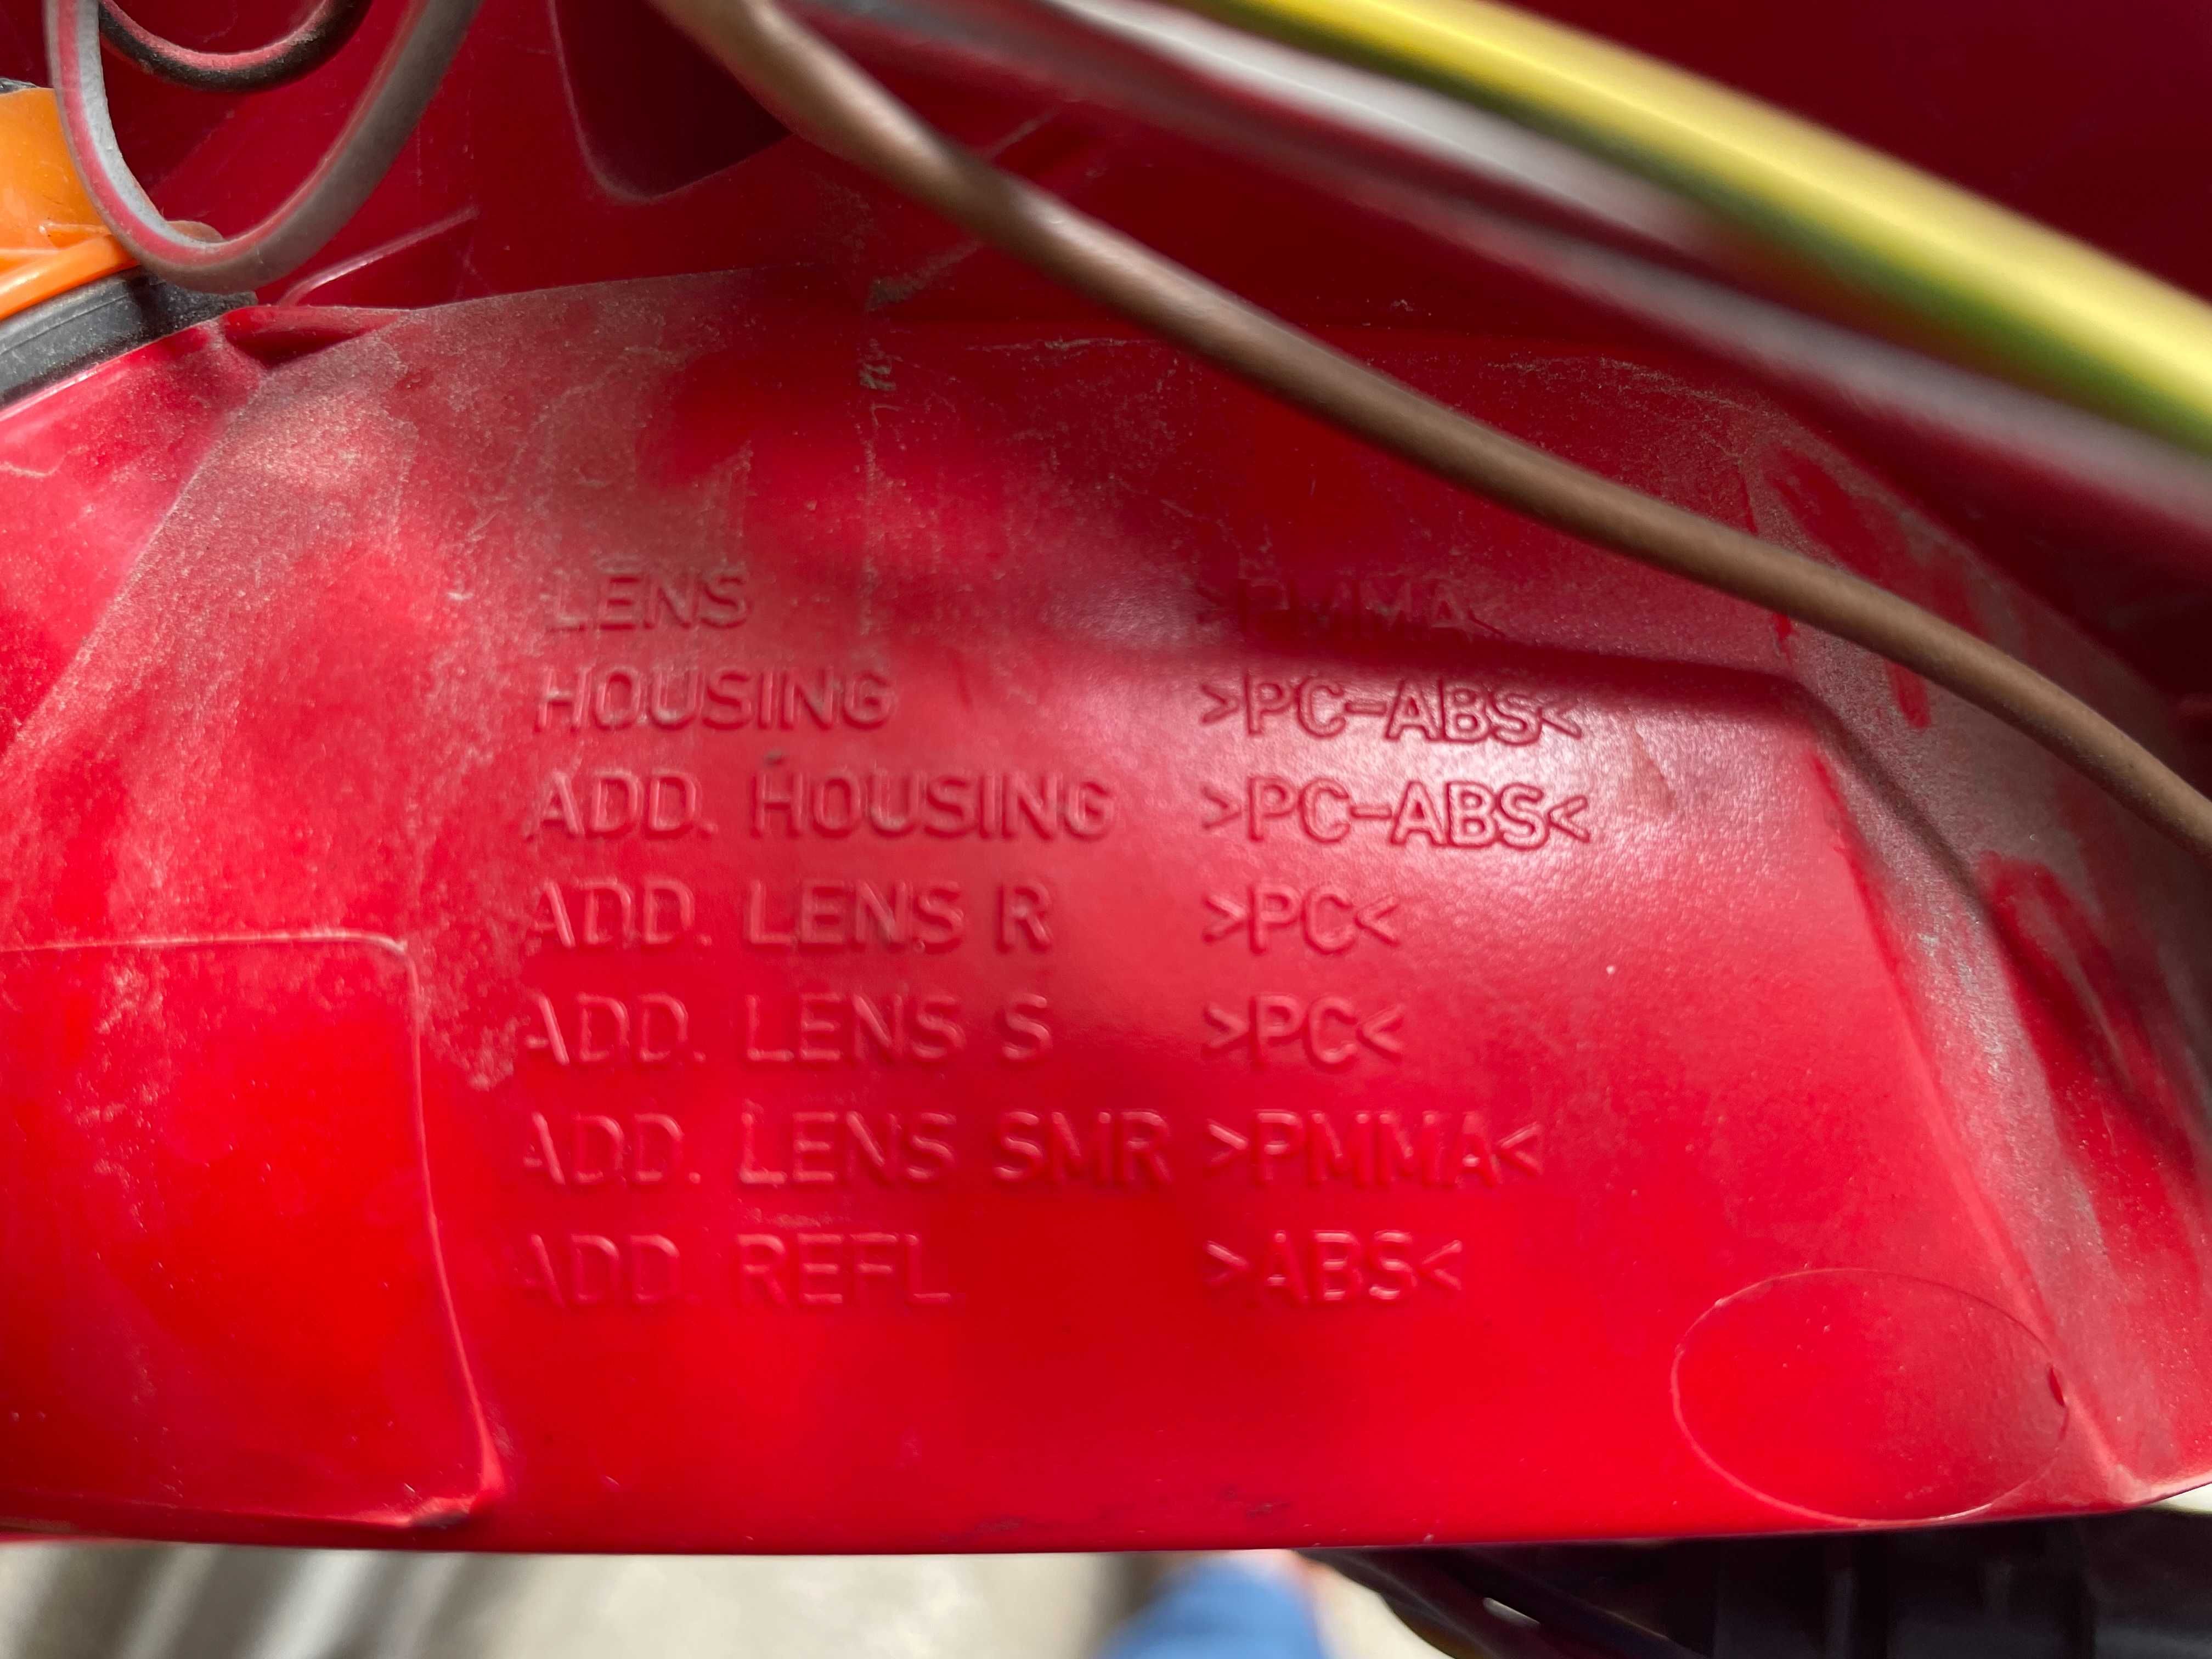 LENS >PMMA<
HOUSING >PC-ABS<
ADD. HOUSING >PC-ABS<
ADD. LENS R >PC<
ADD. LENS S >PC<
ADD. LENS SMR >PMMA<
ADD. REFL >ABS<